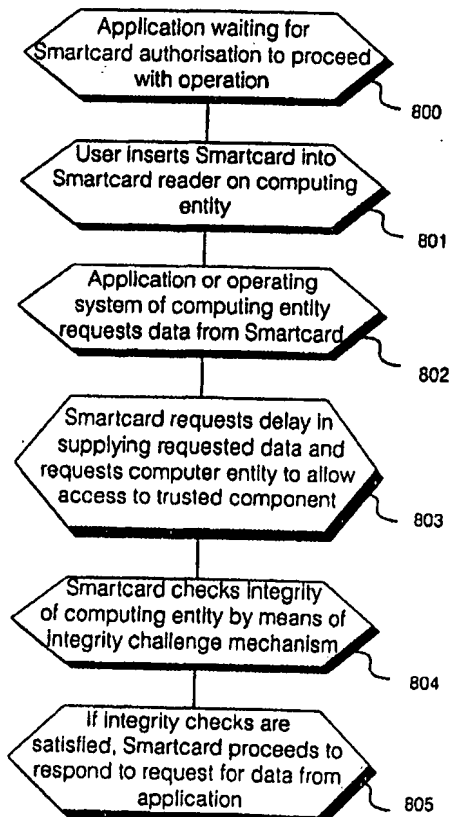 Application waiting for
Smartcard authorisation to proceed
with operation
800
User inserts Smartcard into
Smartcard reader on computing
entity
801
Application or operating
system of computing entity
requests data from Smartcard
802
Smartcard requests delay in
supplying requested data and
requests computer entity to allow
access to trusted component
803
Smartcard checks integrity
of computing entity by means of
integrity challenge mechanism
804
If integrity checks are
satisfied, Smartcard proceeds to
respond to request for data from
application
805